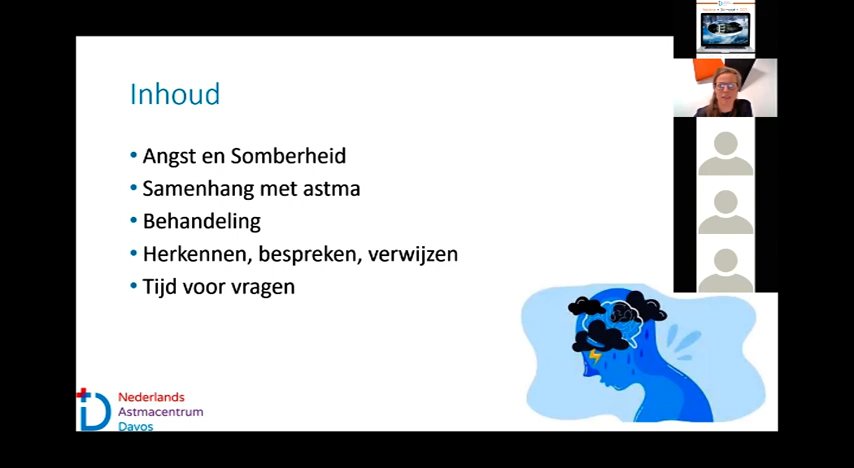 Inhoud
• Angst en Somberheid
• Samenhang met astma
• Behandeling
• Herkennen, bespreken, verwijzen
• Tijd voor vragen
Nederlands
Astmacentrum
Davos